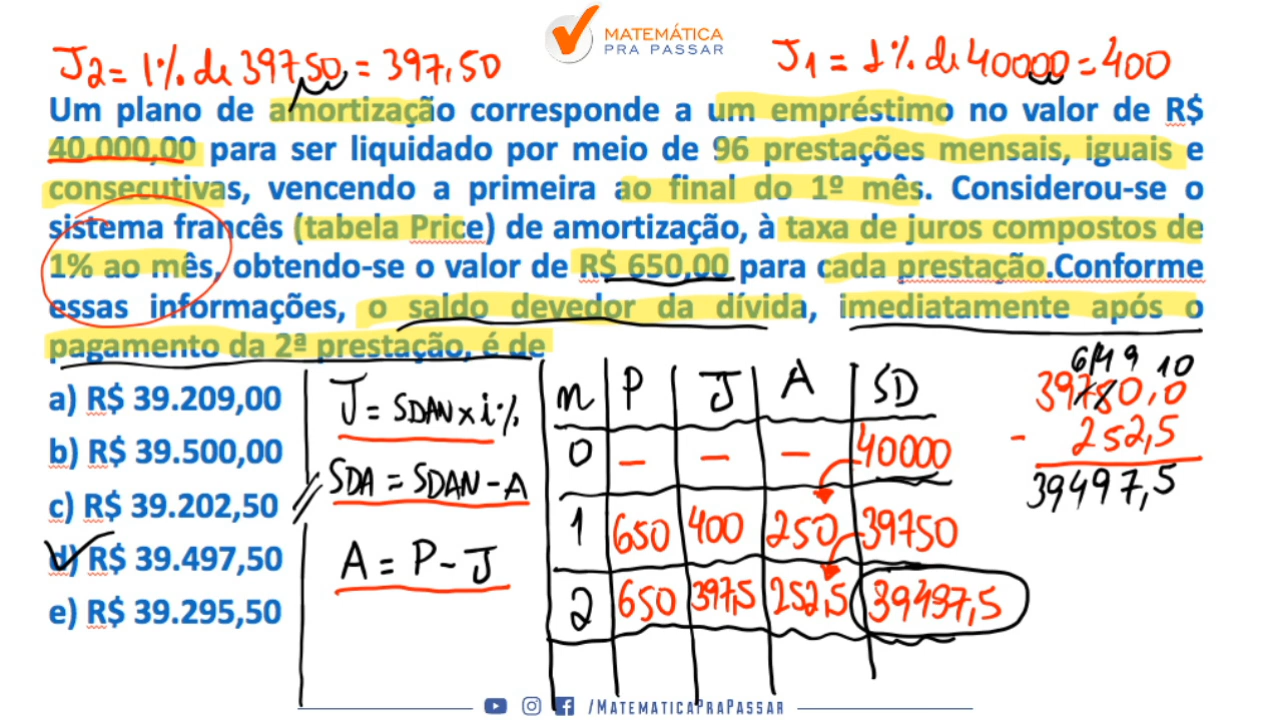 MATEMÁTICA
PRA PASSAR
J2 = 1% de 39750 = 397,50
J1 = 1% de 40000 = 400
Um plano de amortização corresponde a um empréstimo no valor de R$
40.000,00 para ser liquidado por meio de 96 prestações mensais, iguais e
consecutivas, vencendo a primeira ao final do 1º mês. Considerou-se o
sistema francês (tabela Price) de amortização, à taxa de juros compostos de
1% ao mês, obtendo-se o valor de R$ 650,00 para cada prestação.Conforme
essas informações, o saldo devedor da dívida, imediatamente após o
pagamento da 2ª prestação, é de
a) R$ 39.209,00
b) R$ 39.500,00
c) R$ 39.202,50
d) R$ 39.497,50
e) R$ 39.295,50
J = SDAN x i%
SDA = SDAN - A
A = P - J
n P J A SD
0 - - - 40000
1 650 400 250 39750
2 650 397,5 252,5 39497,5
39750,0
- 252,5
39497,5
/MatematicaPraPassar